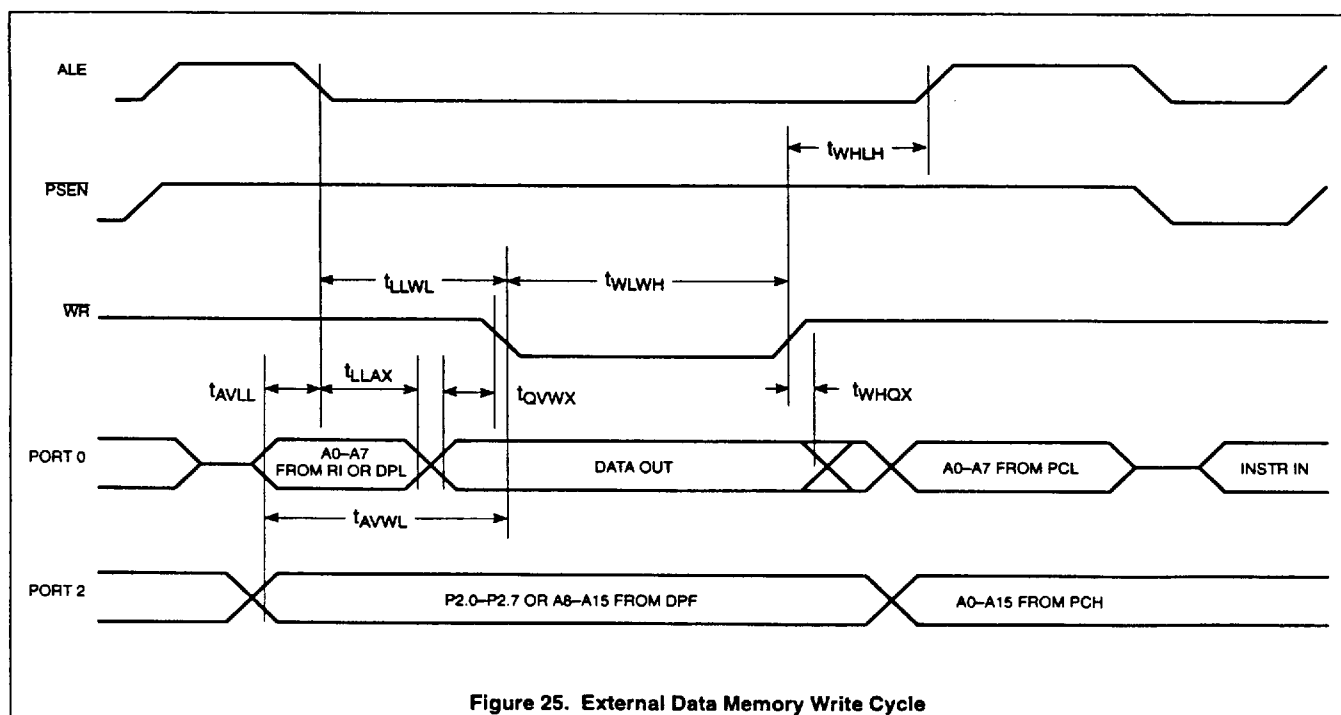 ALE
tWHLH
PSEN
tLLWL
tWLWH
WR
tAVLL
tLLAX
tQVWX
tWHQX
PORT 0
A0–A7
FROM RI OR DPL
DATA OUT
A0–A7 FROM PCL
INSTR IN
tAVWL
PORT 2
P2.0–P2.7 OR A8–A15 FROM DPF
A0–A15 FROM PCH
Figure 25. External Data Memory Write Cycle